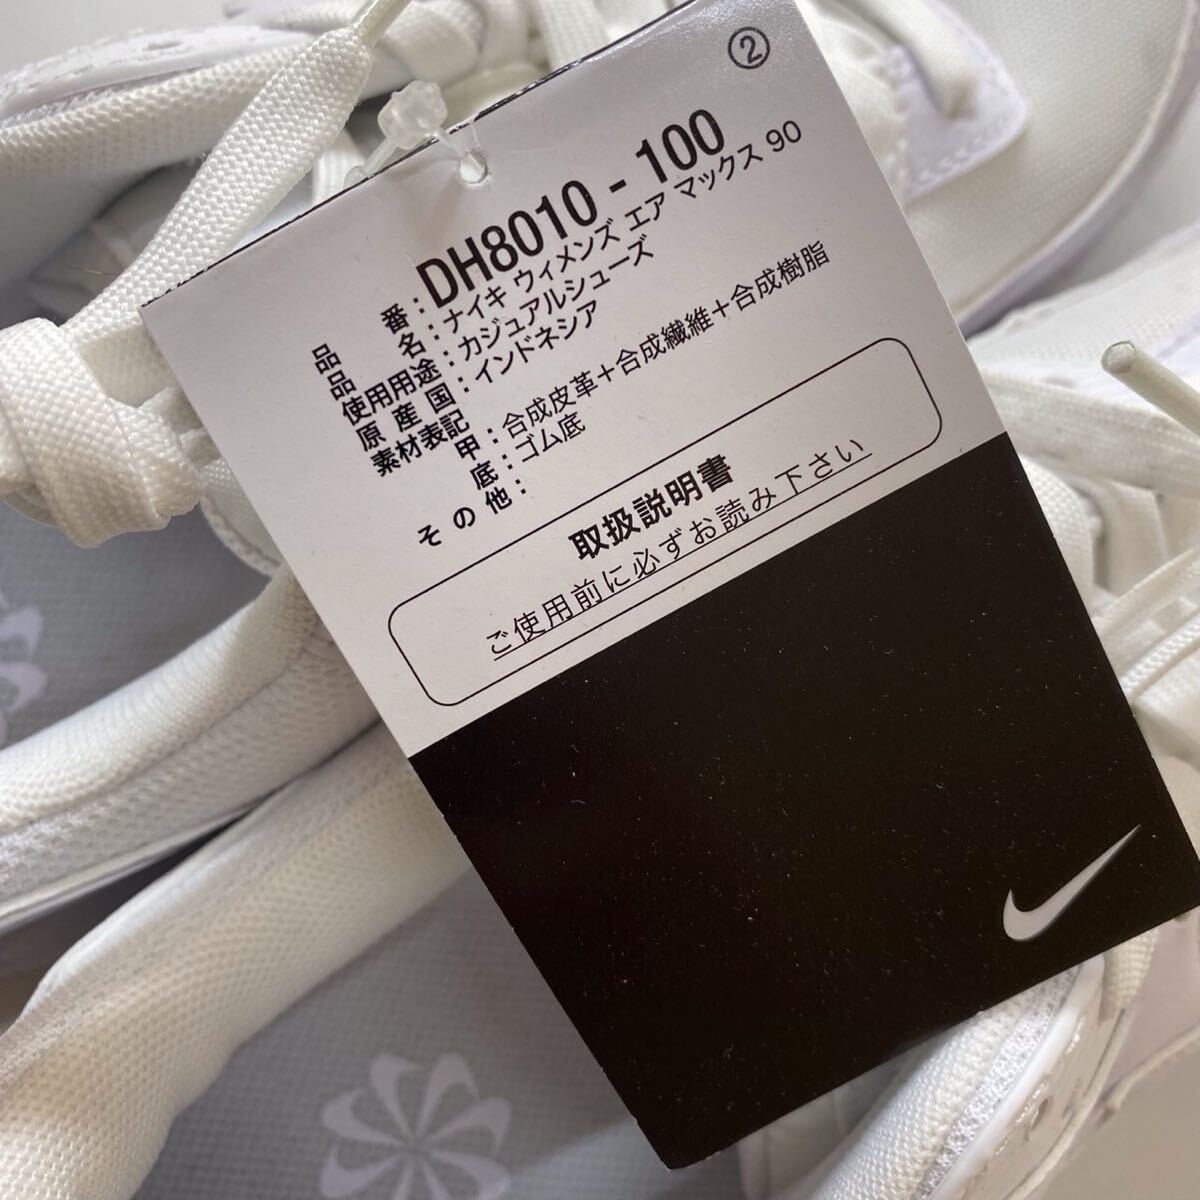 ②
品番：DH8010 - 100
品名：ナイキ ウィメンズ エア マックス 90
使用用途：カジュアルシューズ
原産国：インドネシア
素材表記
甲：合成皮革＋合成繊維＋合成樹脂
底：ゴム底
その他：
取扱説明書
ご使用前に必ずお読み下さい